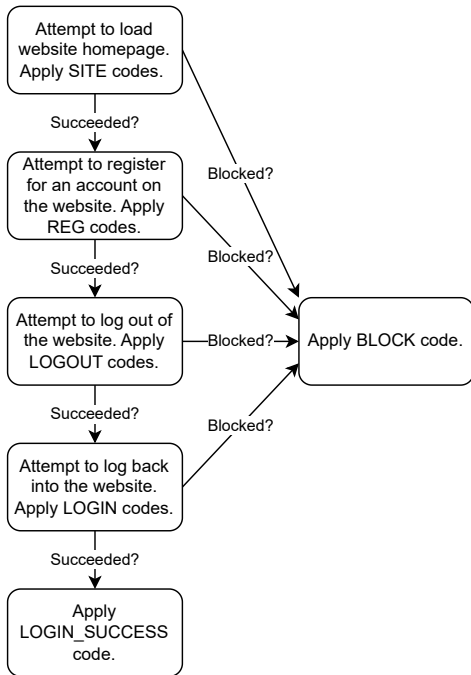 Attempt to load
website homepage.
Apply SITE codes.
Succeeded?
Blocked?
Attempt to register
for an account on
the website. Apply
REG codes.
Blocked?
Succeeded?
Attempt to log out of
the website. Apply
LOGOUT codes.
Blocked?
Apply BLOCK code.
Succeeded?
Blocked?
Attempt to log back
into the website.
Apply LOGIN codes.
Succeeded?
Apply
LOGIN_SUCCESS
code.